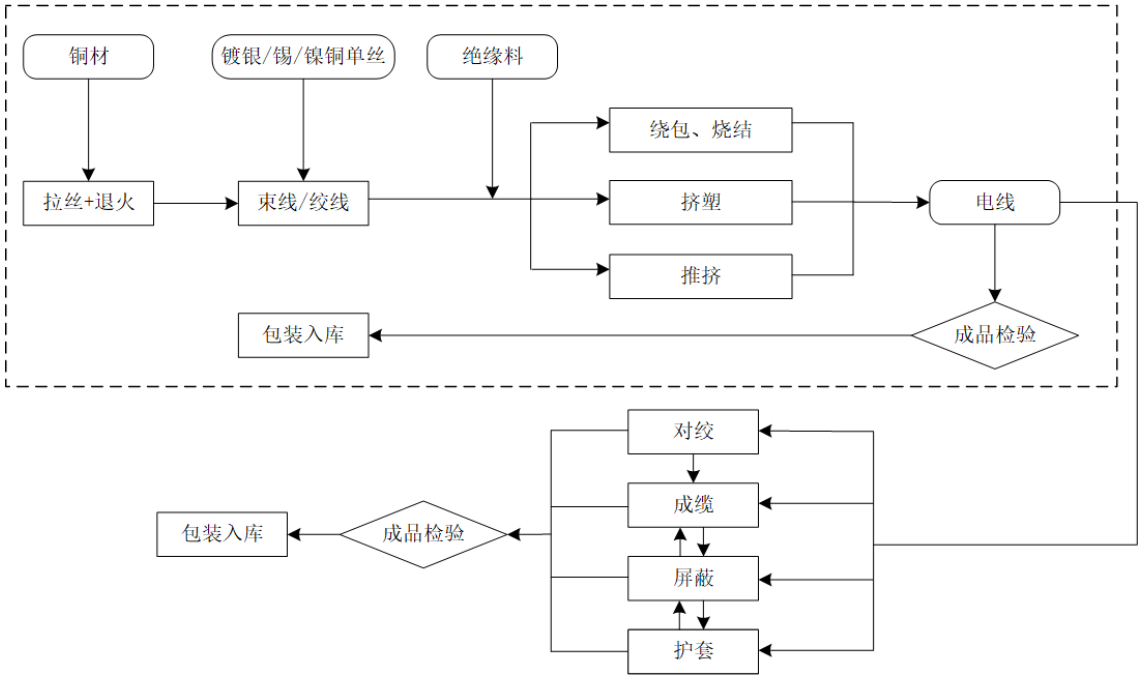 铜材
镀银/锡/镍铜单丝
绝缘料
绕包、烧结
拉丝+退火
束线/绞线
挤塑
电线
推挤
包装入库
成品检验
对绞
成缆
包装入库
成品检验
屏蔽
护套